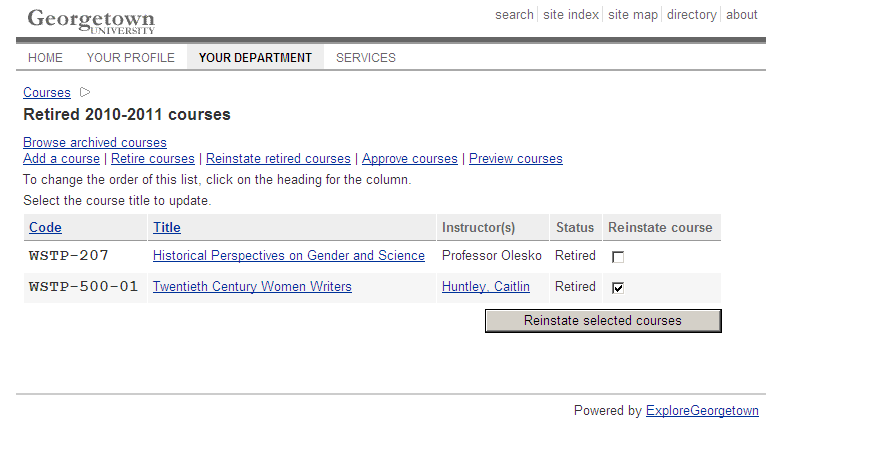 Georgetown
UNIVERSITY
search site index site map directory about
HOME YOUR PROFILE YOUR DEPARTMENT SERVICES
Courses
Retired 2010-2011 courses
Browse archived courses
Add a course | Retire courses | Reinstate retired courses | Approve courses | Preview courses
To change the order of this list, click on the heading for the column.
Select the course title to update.
Code Title Instructor(s) Status Reinstate course
WSTP-207 Historical Perspectives on Gender and Science Professor Olesko Retired
WSTP-500-01 Twentieth Century Women Writers Huntley, Caitlin Retired
Reinstate selected courses
Powered by ExploreGeorgetown